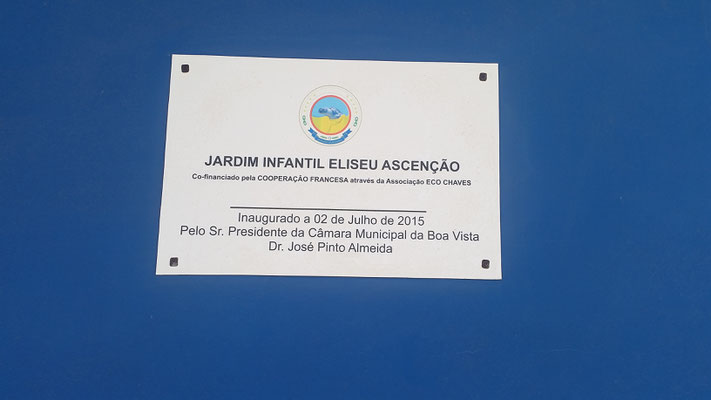 JARDIM INFANTIL ELISEU ASCENÇÃO
Co-financiado pela COOPERAÇÃO FRANCESA através da Associação ECO CHAVES
Inaugurado a 02 de Julho de 2015
Pelo Sr. Presidente da Câmara Municipal da Boa Vista
Dr. José Pinto Almeida